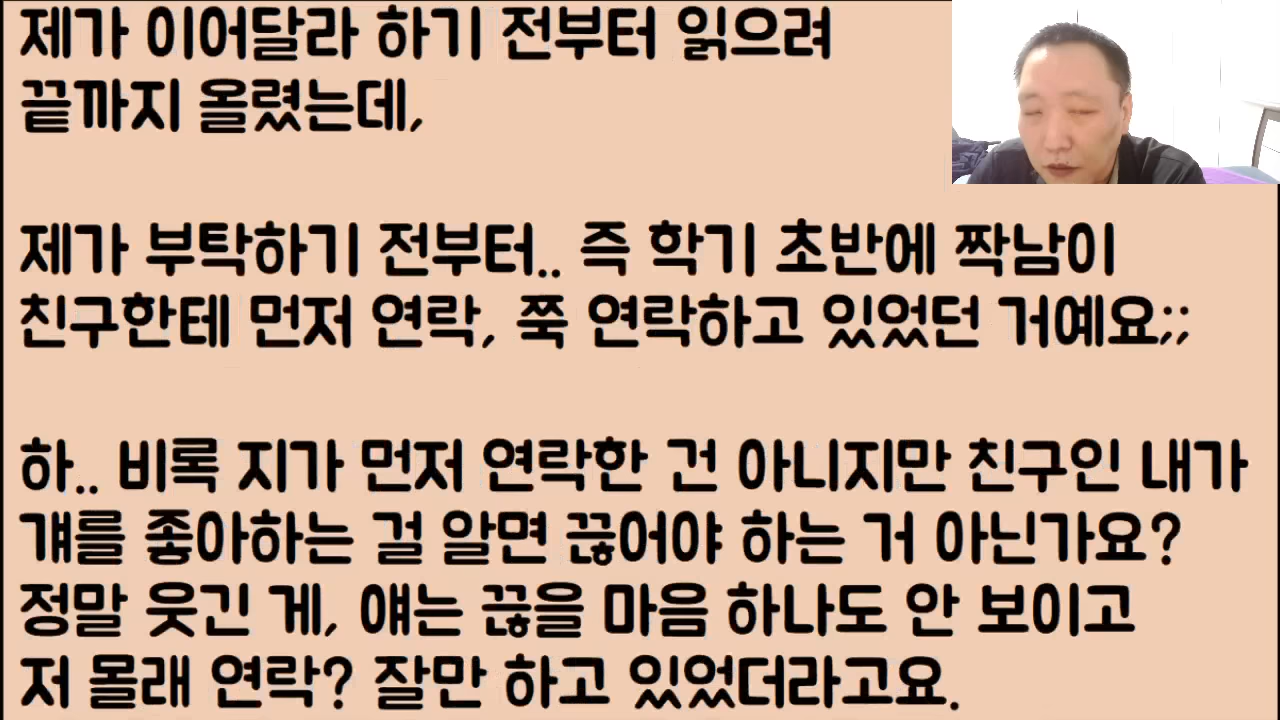 제가 이어달라 하기 전부터 읽으려
끝까지 올렸는데,
제가 부탁하기 전부터.. 즉 학기 초반에 짝남이
친구한테 먼저 연락, 쭉 연락하고 있었던 거예요;;
하.. 비록 지가 먼저 연락한 건 아니지만 친구인 내가
걔를 좋아하는 걸 알면 끊어야 하는 거 아닌가요?
정말 웃긴 게, 얘는 끊을 마음 하나도 안 보이고
저 몰래 연락? 잘만 하고 있었더라고요.